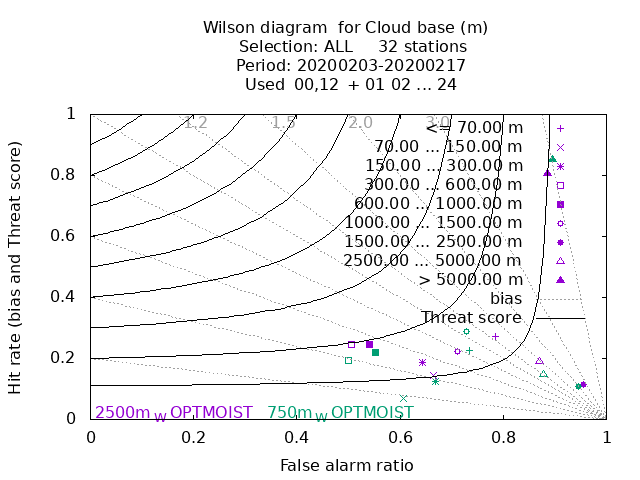 Wilson diagram for Cloud base (m)
Selection: ALL 32 stations
Period: 20200203-20200217
Used 00,12 + 01 02 ... 24
Hit rate (bias and Threat score)
1
0.8
0.6
0.4
0.2
0
1.2 1.5 2.0 3.0
<= 70.00 m
70.00 ... 150.00 m
150.00 ... 300.00 m
300.00 ... 600.00 m
600.00 ... 1000.00 m
1000.00 ... 1500.00 m
1500.00 ... 2500.00 m
2500.00 ... 5000.00 m
> 5000.00 m
bias
Threat score
2500m W OPTMOIST 750m W OPTMOIST
0 0.2 0.4 0.6 0.8 1
False alarm ratio